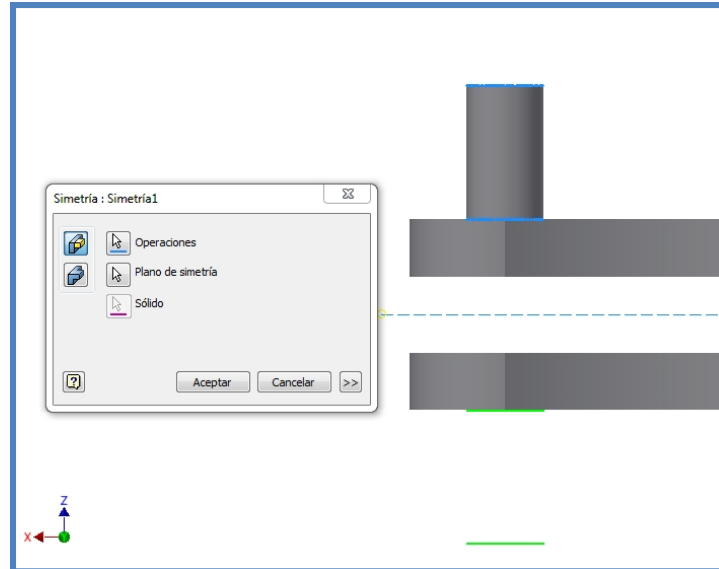 Simetría : Simetría1
Operaciones
Plano de simetría
Sólido
Aceptar
Cancelar
>>
Z
X